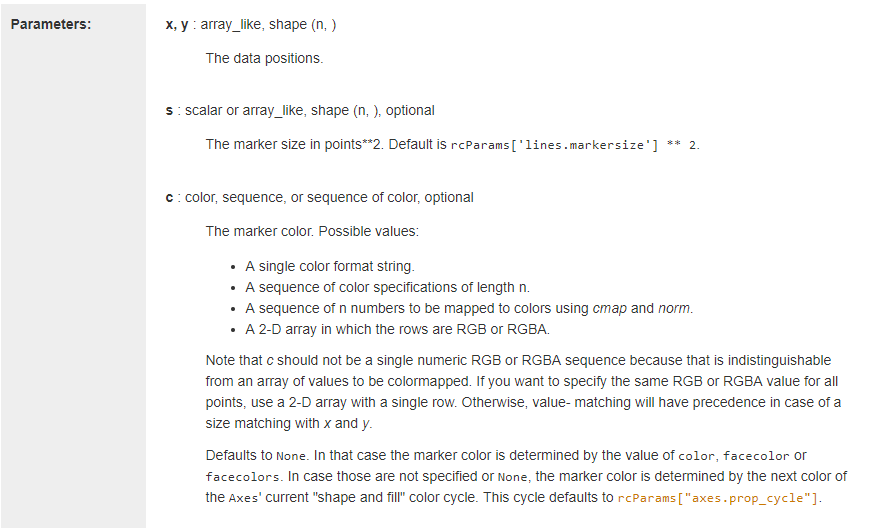 Parameters:
x, y : array_like, shape (n, )
The data positions.
s : scalar or array_like, shape (n, ), optional
The marker size in points**2. Default is rcParams['lines.markersize'] ** 2.
c : color, sequence, or sequence of color, optional
The marker color. Possible values:
• A single color format string.
• A sequence of color specifications of length n.
• A sequence of n numbers to be mapped to colors using cmap and norm.
• A 2-D array in which the rows are RGB or RGBA.
Note that c should not be a single numeric RGB or RGBA sequence because that is indistinguishable
from an array of values to be colormapped. If you want to specify the same RGB or RGBA value for all
points, use a 2-D array with a single row. Otherwise, value- matching will have precedence in case of a
size matching with x and y.
Defaults to None. In that case the marker color is determined by the value of color, facecolor or
facecolors. In case those are not specified or None, the marker color is determined by the next color of
the Axes' current "shape and fill" color cycle. This cycle defaults to rcParams["axes.prop_cycle"].